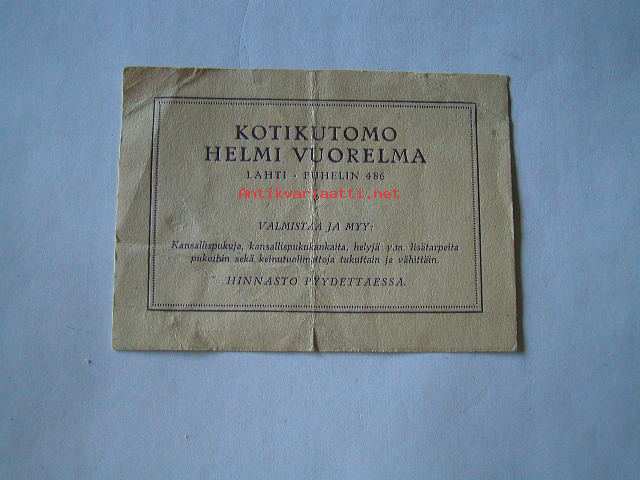 KOTIKUTOMO
HELMI VUORELMA
LAHTI - PUHELIN 486
Antikvariaatti.net
VALMISTAA JA MYY:
Kansallispukuja, kansallispukukankaita, helyjä y.m. lisätarpeita
pukuihin sekä keinutuolimattoja tukuttain ja vähittäin.
HINNASTO PYYDETTAESSA.